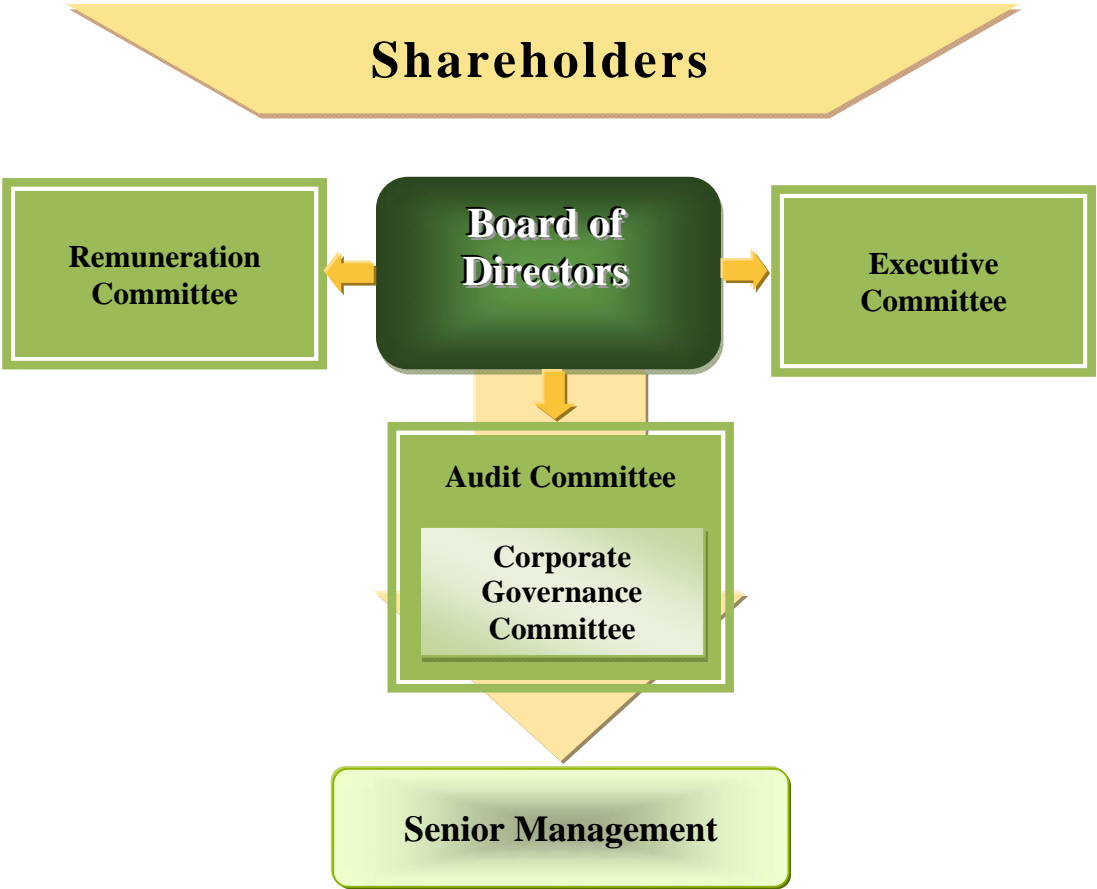 Shareholders
Board of
Directors
Remuneration
Committee
Executive
Committee
Audit Committee
Corporate
Governance
Committee
Senior Management